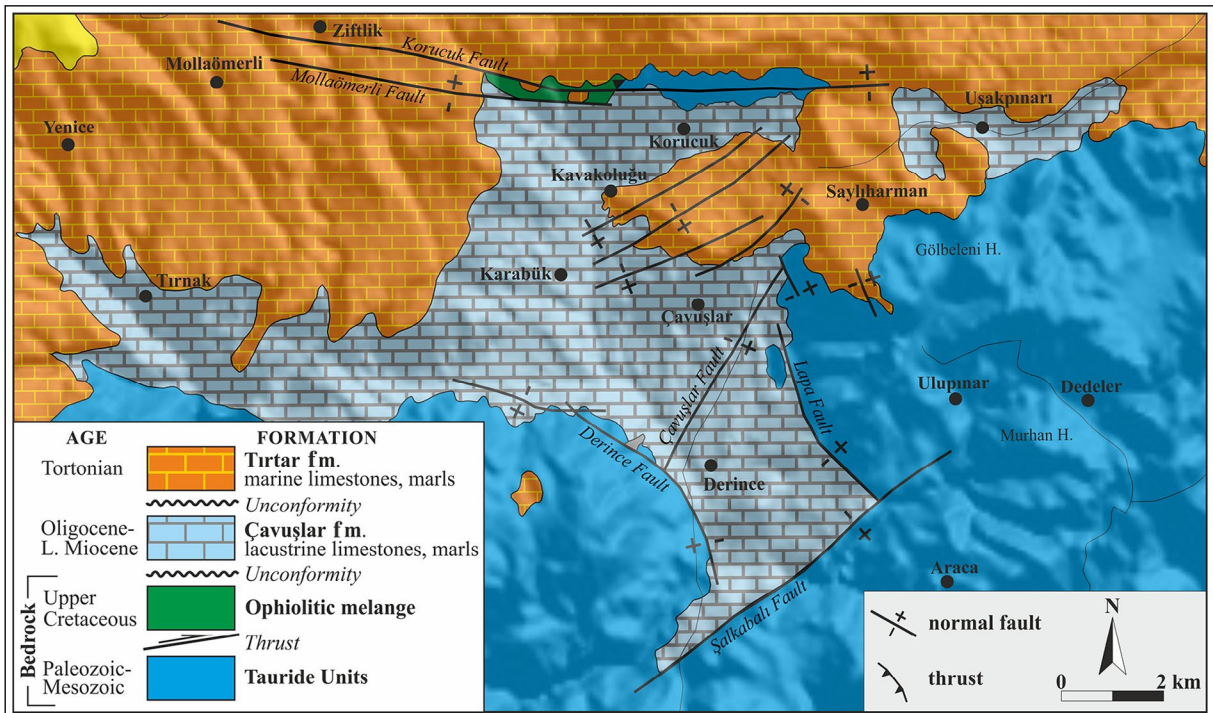 Ziftlik
Korucuk Fault
Mollaömerli
Mollaömerli Fault
Yenice
Uşakpınarı
Korucuk
Kavakoluğu
Saylıharman
Gölbeleni H.
Tırnak
Karabük
Çavuşlar
Çavuşlar Fault
Lapa Fault
Ulupınar
Dedeler
Murhan H.
Derince Fault
Derince
Araca
Şalkabalı Fault
AGE FORMATION
Tortonian Tırtar fm.
marine limestones, marls
Unconformity
Oligocene-
L. Miocene
Çavuşlar fm.
lacustrine limestones, marls
Unconformity
Bedrock
Upper
Cretaceous
Ophiolitic melange
Thrust
Paleozoic-
Mesozoic
Tauride Units
+ - normal fault
thrust
N
0 2 km